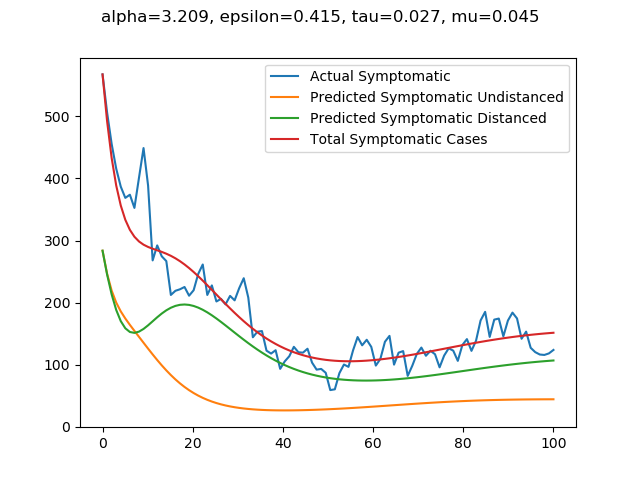 alpha=3.209, epsilon=0.415, tau=0.027, mu=0.045
Actual Symptomatic
Predicted Symptomatic Undistanced
Predicted Symptomatic Distanced
Total Symptomatic Cases
500
400
300
200
100
0
0 20 40 60 80 100